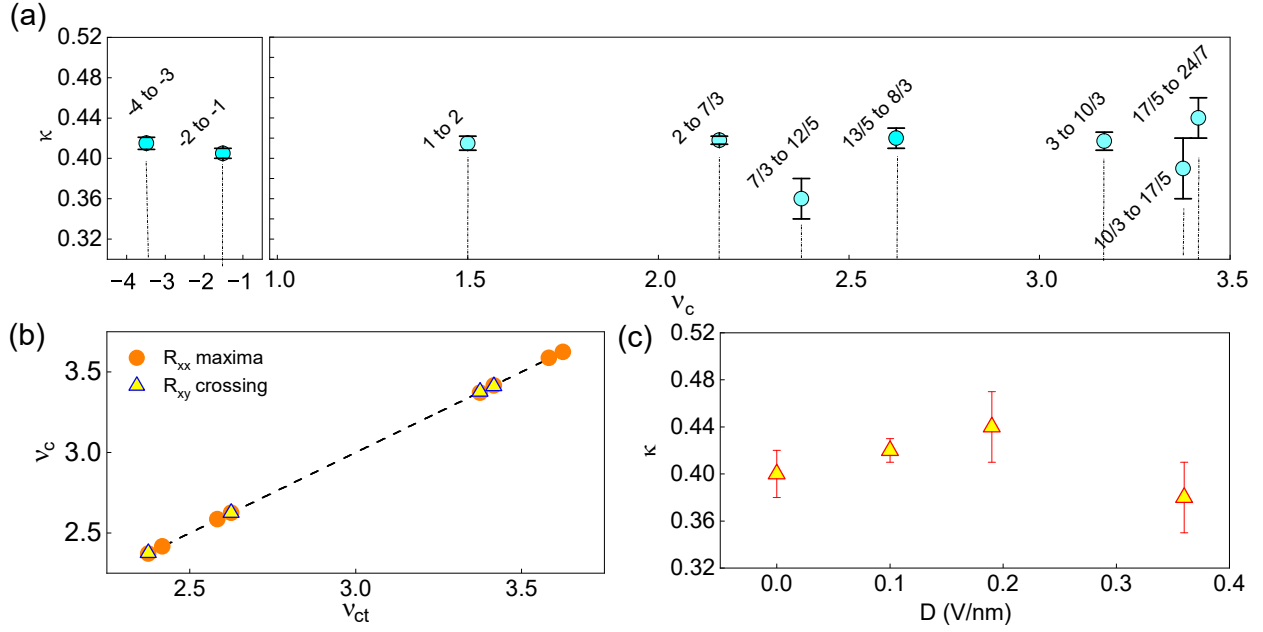 (a)
0.52
0.48
0.44
0.40
0.36
0.32
κ
-4 to -3
-2 to -1
1 to 2
2 to 7/3
7/3 to 12/5
13/5 to 8/3
3 to 10/3
10/3 to 17/5
17/5 to 24/7
−4 −3 −2 −1
1.0 1.5 2.0 2.5 3.0 3.5
νc
(b)
Rxx maxima
Rxy crossing
3.5
3.0
2.5
νc
2.5 3.0 3.5
νct
(c)
0.52
0.48
0.44
0.40
0.36
0.32
κ
0.0 0.1 0.2 0.3 0.4
D (V/nm)